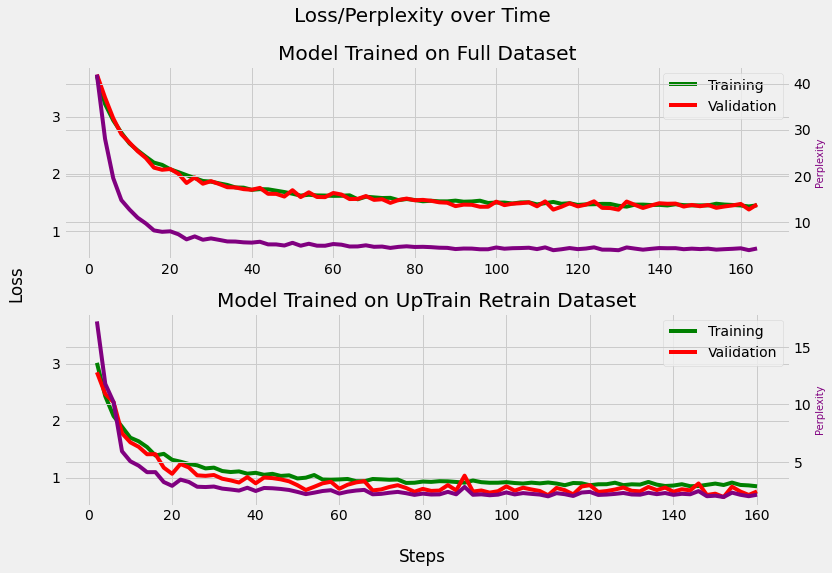 Loss/Perplexity over Time
Model Trained on Full Dataset
Training
Validation
3
2
1
40
30
20
10
Perplexity
0 20 40 60 80 100 120 140 160
Loss
Model Trained on UpTrain Retrain Dataset
Training
Validation
3
2
1
15
10
5
Perplexity
0 20 40 60 80 100 120 140 160
Steps